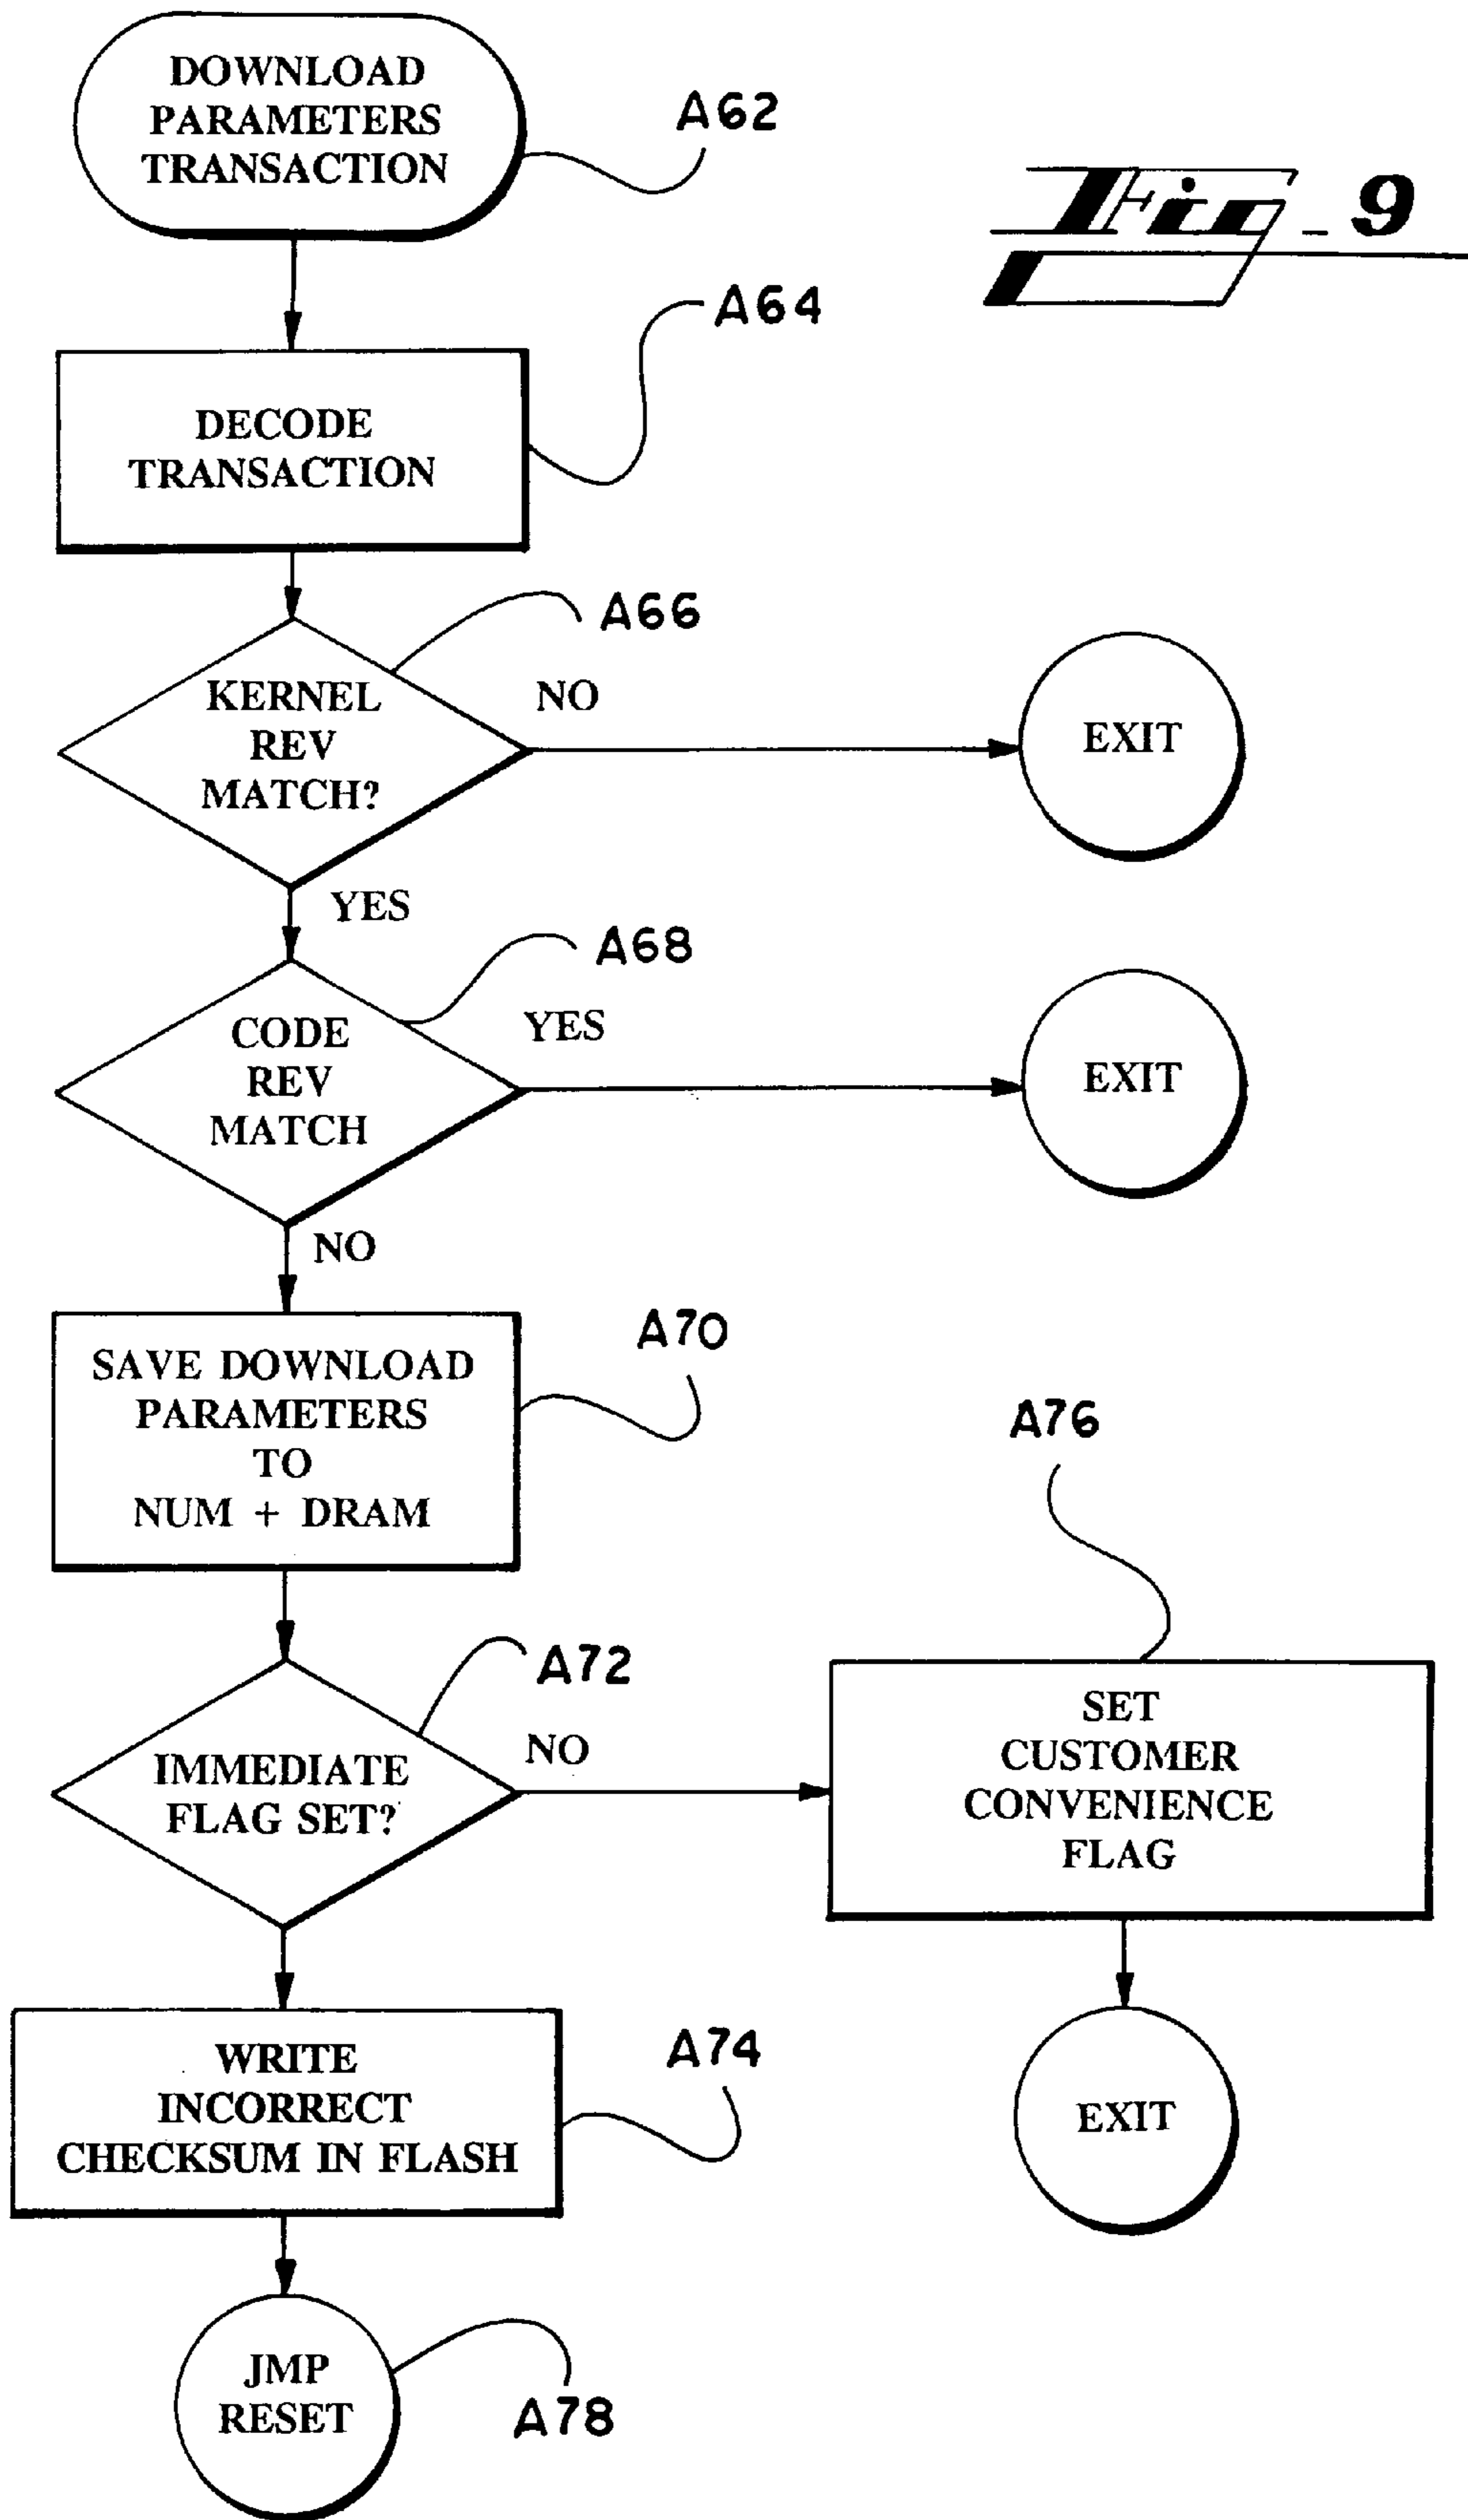 DOWNLOAD
PARAMETERS
TRANSACTION
A62
Fig_9
A64
DECODE
TRANSACTION
A66
KERNEL
REV
MATCH?
NO
EXIT
YES
A68
CODE
REV
MATCH
YES
EXIT
NO
SAVE DOWNLOAD
PARAMETERS
TO
NUM + DRAM
A70
A76
A72
IMMEDIATE
FLAG SET?
NO
SET
CUSTOMER
CONVENIENCE
FLAG
WRITE
INCORRECT
CHECKSUM IN FLASH
A74
EXIT
JMP
RESET
A78